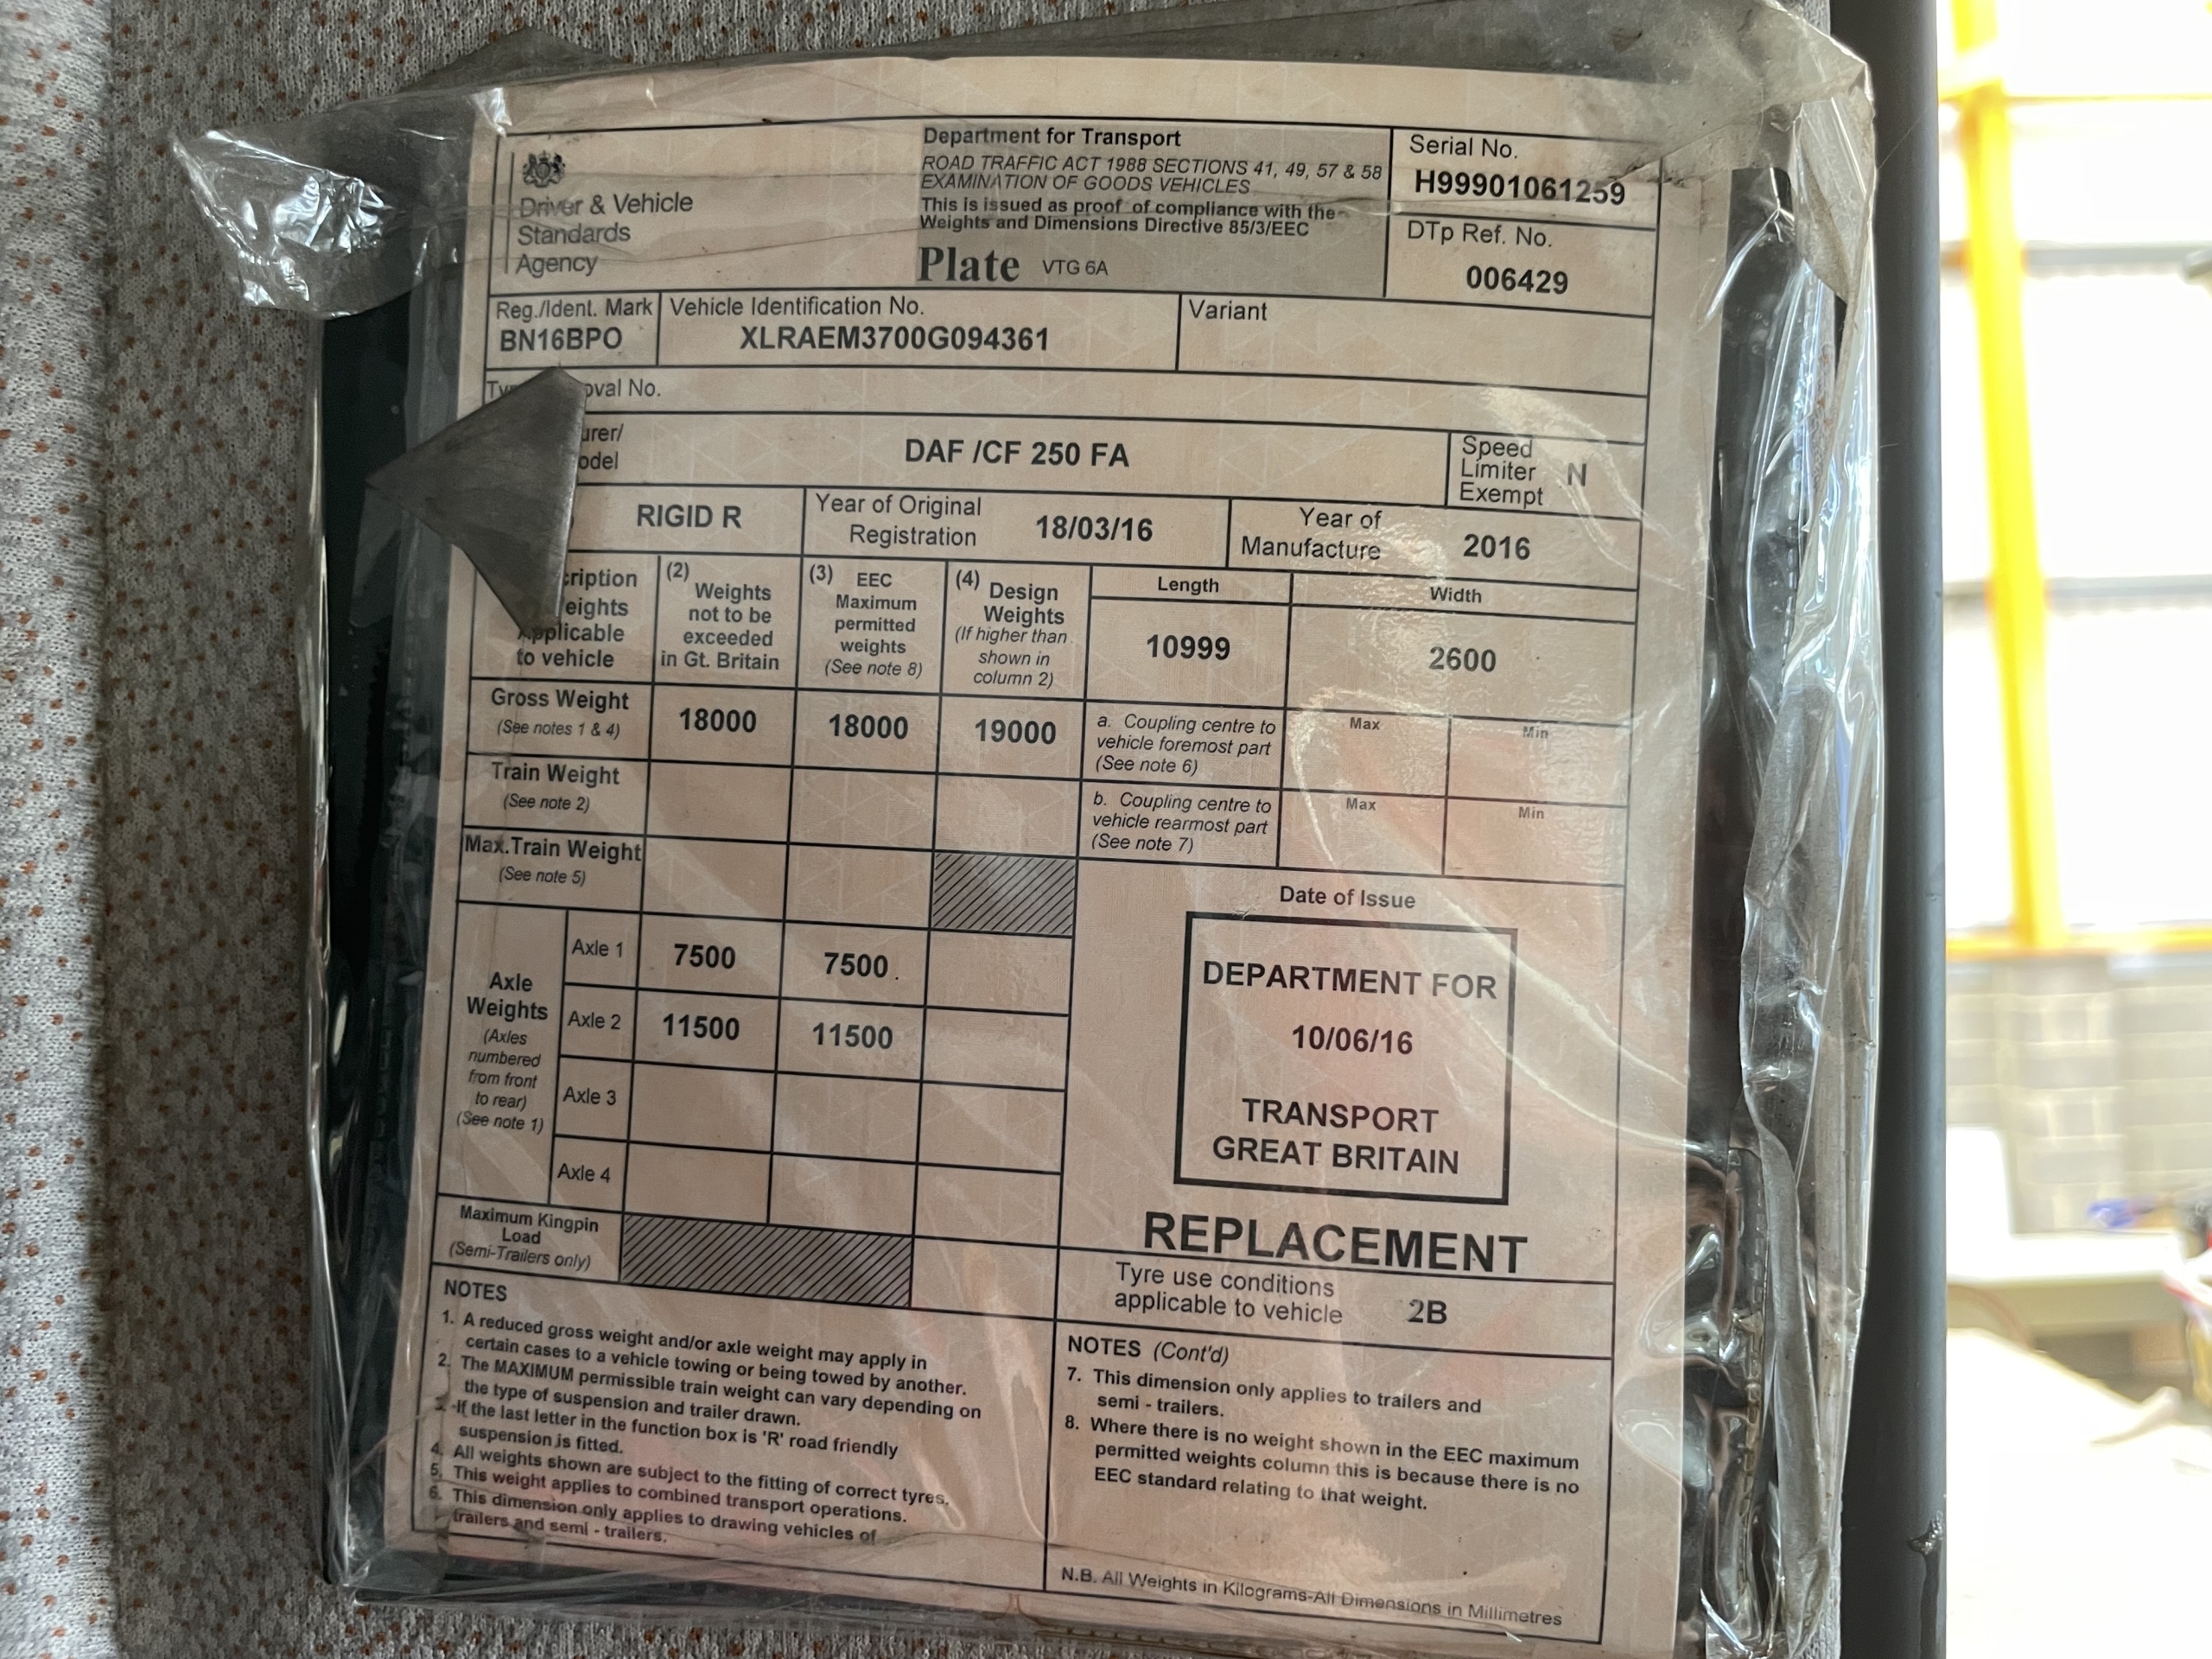 Department for Transport
ROAD TRAFFIC ACT 1988 SECTIONS 41, 49, 57 & 58
EXAMINATION OF GOODS VEHICLES
This is issued as proof of compliance with the
Weights and Dimensions Directive 85/3/EEC
Plate VTG 6A
Driver & Vehicle
Standards
Agency
Serial No.
H99901061259
DTp Ref. No.
006429
Reg./Ident. Mark
BN16BPO
Vehicle Identification No.
XLRAEM3700G094361
Variant
No.
DAF /CF 250 FA
Speed
Limiter
Exempt
N
RIGID R
Year of Original
Registration
18/03/16
Year of
Manufacture
2016
Applicable
to vehicle
(2)
Weights
not to be
exceeded
in Gt. Britain
(3) EEC
Maximum
permitted
weights
(See note 8)
(4) Design
Weights
(If higher than
shown in
column 2)
Length
10999
Width
2600
Gross Weight
(See notes 1 & 4)
18000
18000
19000
a. Coupling centre to
vehicle foremost part
(See note 6)
Max
Min
Train Weight
(See note 2)
b. Coupling centre to
vehicle rearmost part
(See note 7)
Max
Min
Max.Train Weight
(See note 5)
Axle
Weights
(Axles
numbered
from front
to rear)
(See note 1)
Axle 1
7500
7500
Axle 2
11500
11500
Axle 3
Axle 4
Maximum Kingpin
Load
(Semi-Trailers only)
Date of Issue
DEPARTMENT FOR
10/06/16
TRANSPORT
GREAT BRITAIN
REPLACEMENT
Tyre use conditions
applicable to vehicle
2B
NOTES
1. A reduced gross weight and/or axle weight may apply in
certain cases to a vehicle towing or being towed by another.
2. The MAXIMUM permissible train weight can vary depending on
the type of suspension and trailer drawn.
If the last letter in the function box is 'R' road friendly
suspension is fitted.
4. All weights shown are subject to the fitting of correct tyres.
5. This weight applies to combined transport operations.
6. This dimension only applies to drawing vehicles of
trailers and semi - trailers.
NOTES (Cont'd)
7. This dimension only applies to trailers and
semi - trailers.
8. Where there is no weight shown in the EEC maximum
permitted weights column this is because there is no
EEC standard relating to that weight.
N.B. All Weights in Kilograms-All Dimensions in Millimetres